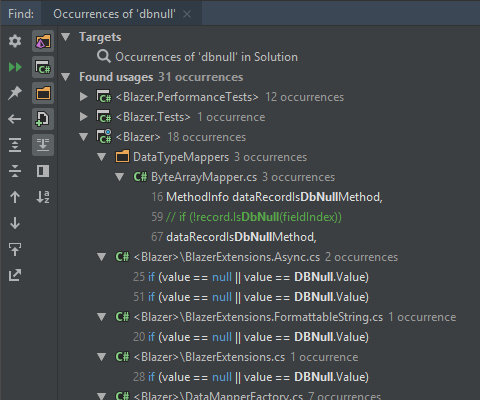 Find: Occurrences of 'dbnull' ×
Targets
Occurrences of 'dbnull' in Solution
Found usages 31 occurrences
<Blazer.PerformanceTests> 12 occurrences
<Blazer.Tests> 1 occurrence
<Blazer> 18 occurrences
DataTypeMappers 3 occurrences
C# ByteArrayMapper.cs 3 occurrences
16 MethodInfo dataRecordIsDbNullMethod,
59 // if (!record.IsDbNull(fieldIndex))
67 dataRecordIsDbNullMethod,
C# <Blazer>\BlazerExtensions.Async.cs 2 occurrences
25 if (value == null || value == DBNull.Value)
51 if (value == null || value == DBNull.Value)
C# <Blazer>\BlazerExtensions.FormattableString.cs 1 occurrence
20 if (value == null || value == DBNull.Value)
C# <Blazer>\BlazerExtensions.cs 1 occurrence
28 if (value == null || value == DBNull.Value)
C# <Blazer>\DataMapperFactory.cs 7 occurrences